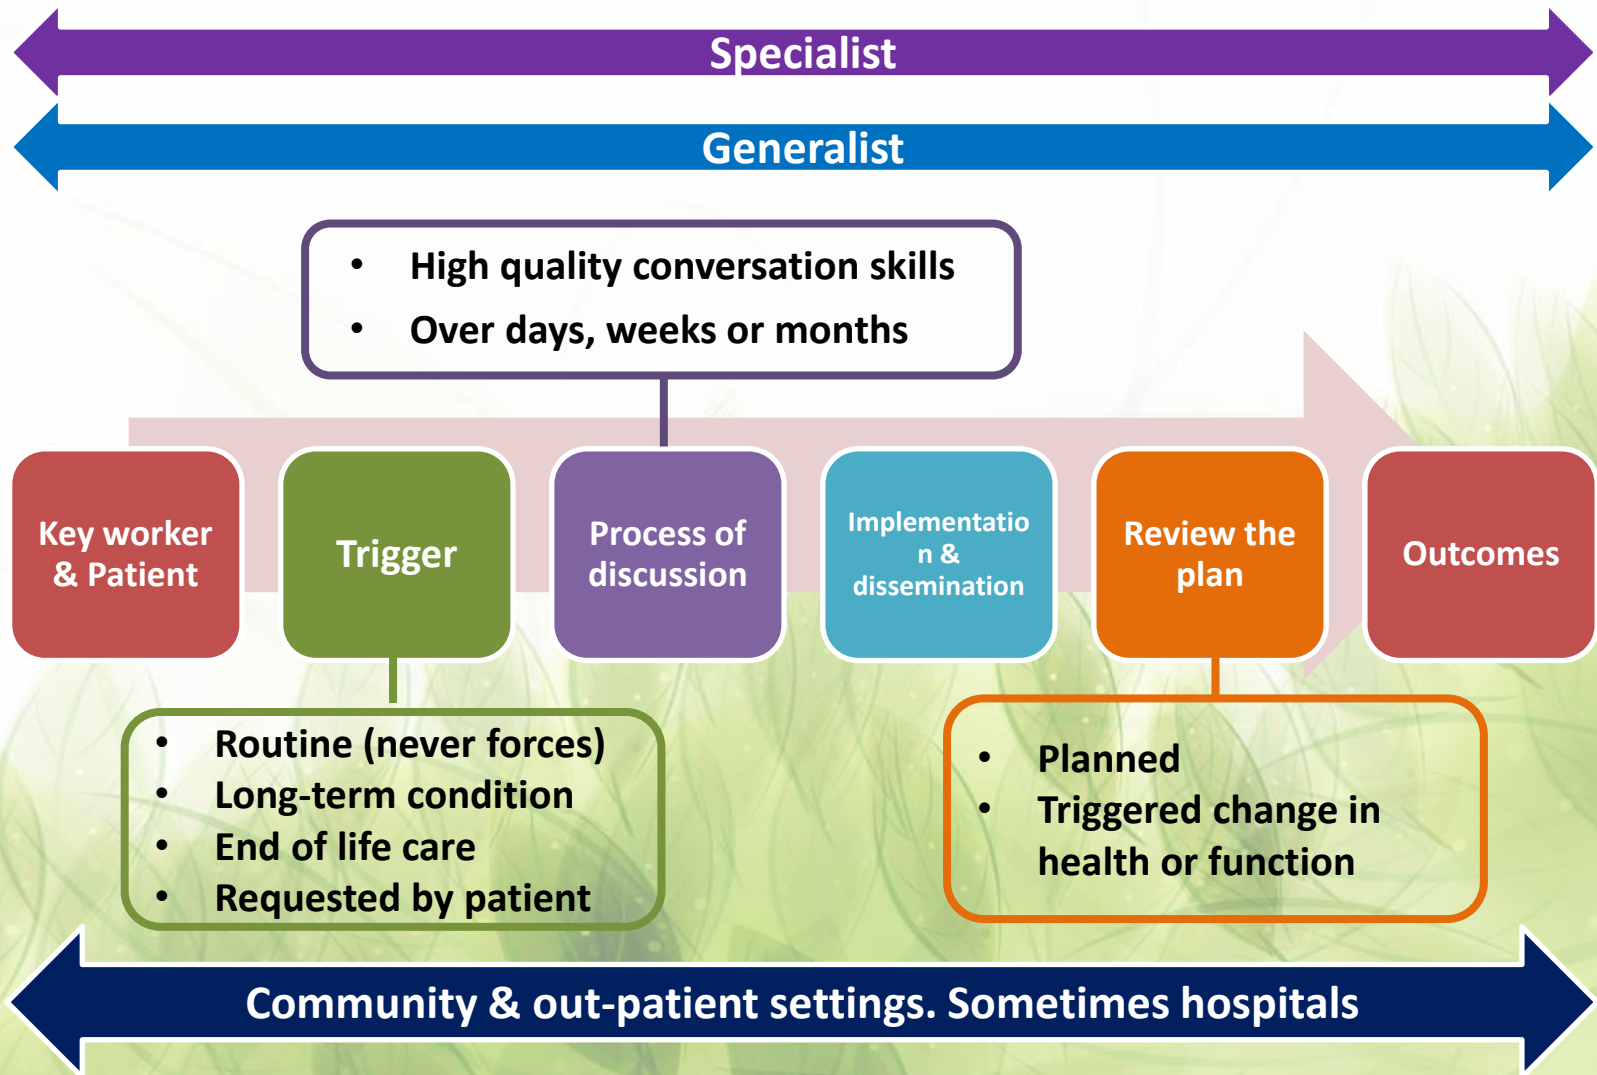 Specialist
Generalist
• High quality conversation skills
• Over days, weeks or months
Key worker
& Patient
Trigger
Process of
discussion
Implementatio
n &
dissemination
Review the
plan
Outcomes
• Routine (never forces)
• Long-term condition
• End of life care
• Requested by patient
• Planned
• Triggered change in
health or function
Community & out-patient settings. Sometimes hospitals